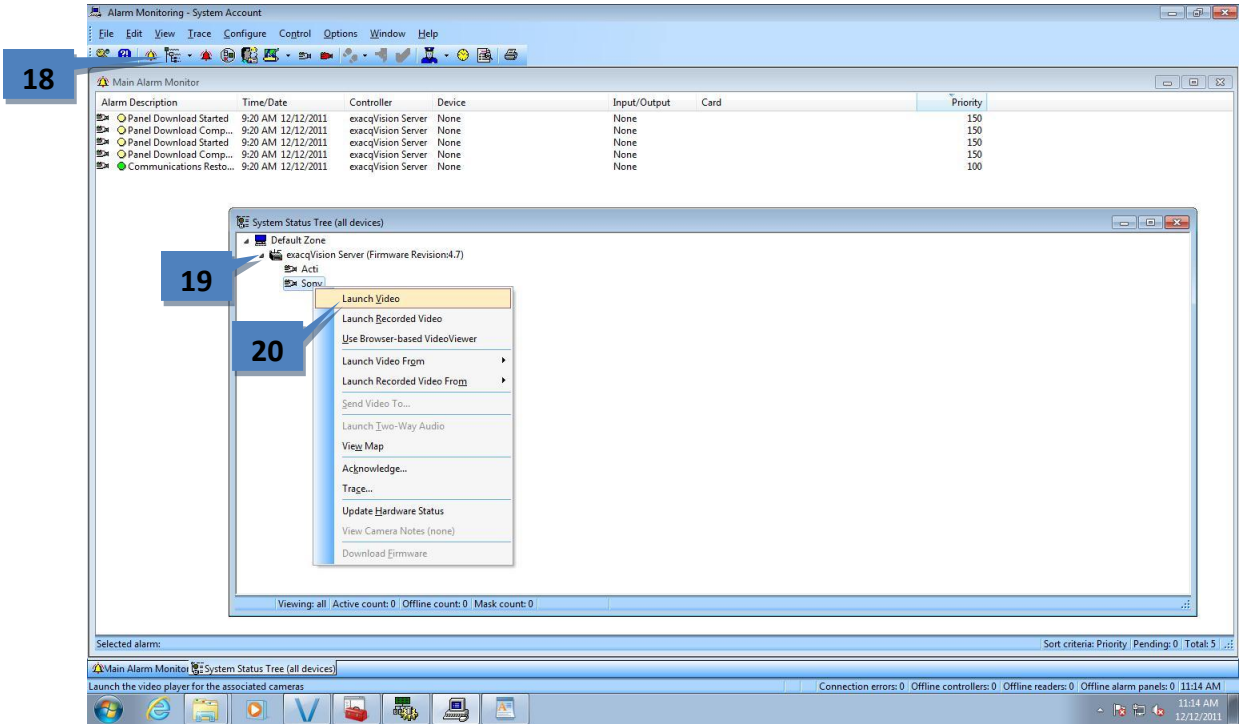 Alarm Monitoring - System Account
File Edit View Trace Configure Control Options Window Help
18
Main Alarm Monitor
Alarm Description Time/Date Controller Device Input/Output Card Priority
Panel Download Started 9:20 AM 12/12/2011 exacqVision Server None None 150
Panel Download Comp... 9:20 AM 12/12/2011 exacqVision Server None None 150
Panel Download Started 9:20 AM 12/12/2011 exacqVision Server None None 150
Panel Download Comp... 9:20 AM 12/12/2011 exacqVision Server None None 150
Communications Resto... 9:20 AM 12/12/2011 exacqVision Server None None 100
System Status Tree (all devices)
Default Zone
exacqVision Server (Firmware Revision:4.7)
19
Acti
Sony
Launch Video
20
Launch Recorded Video
Use Browser-based VideoViewer
Launch Video From
Launch Recorded Video From
Send Video To...
Launch Two-Way Audio
View Map
Acknowledge...
Trace...
Update Hardware Status
View Camera Notes (none)
Download Firmware
Viewing: all Active count: 0 Offline count: 0 Mask count: 0
Selected alarm: Sort criteria: Priority Pending: 0 Total: 5
Main Alarm Monitor System Status Tree (all devices)
Launch the video player for the associated cameras Connection errors: 0 Offline controllers: 0 Offline readers: 0 Offline alarm panels: 0 11:14 AM
11:14 AM
12/12/2011